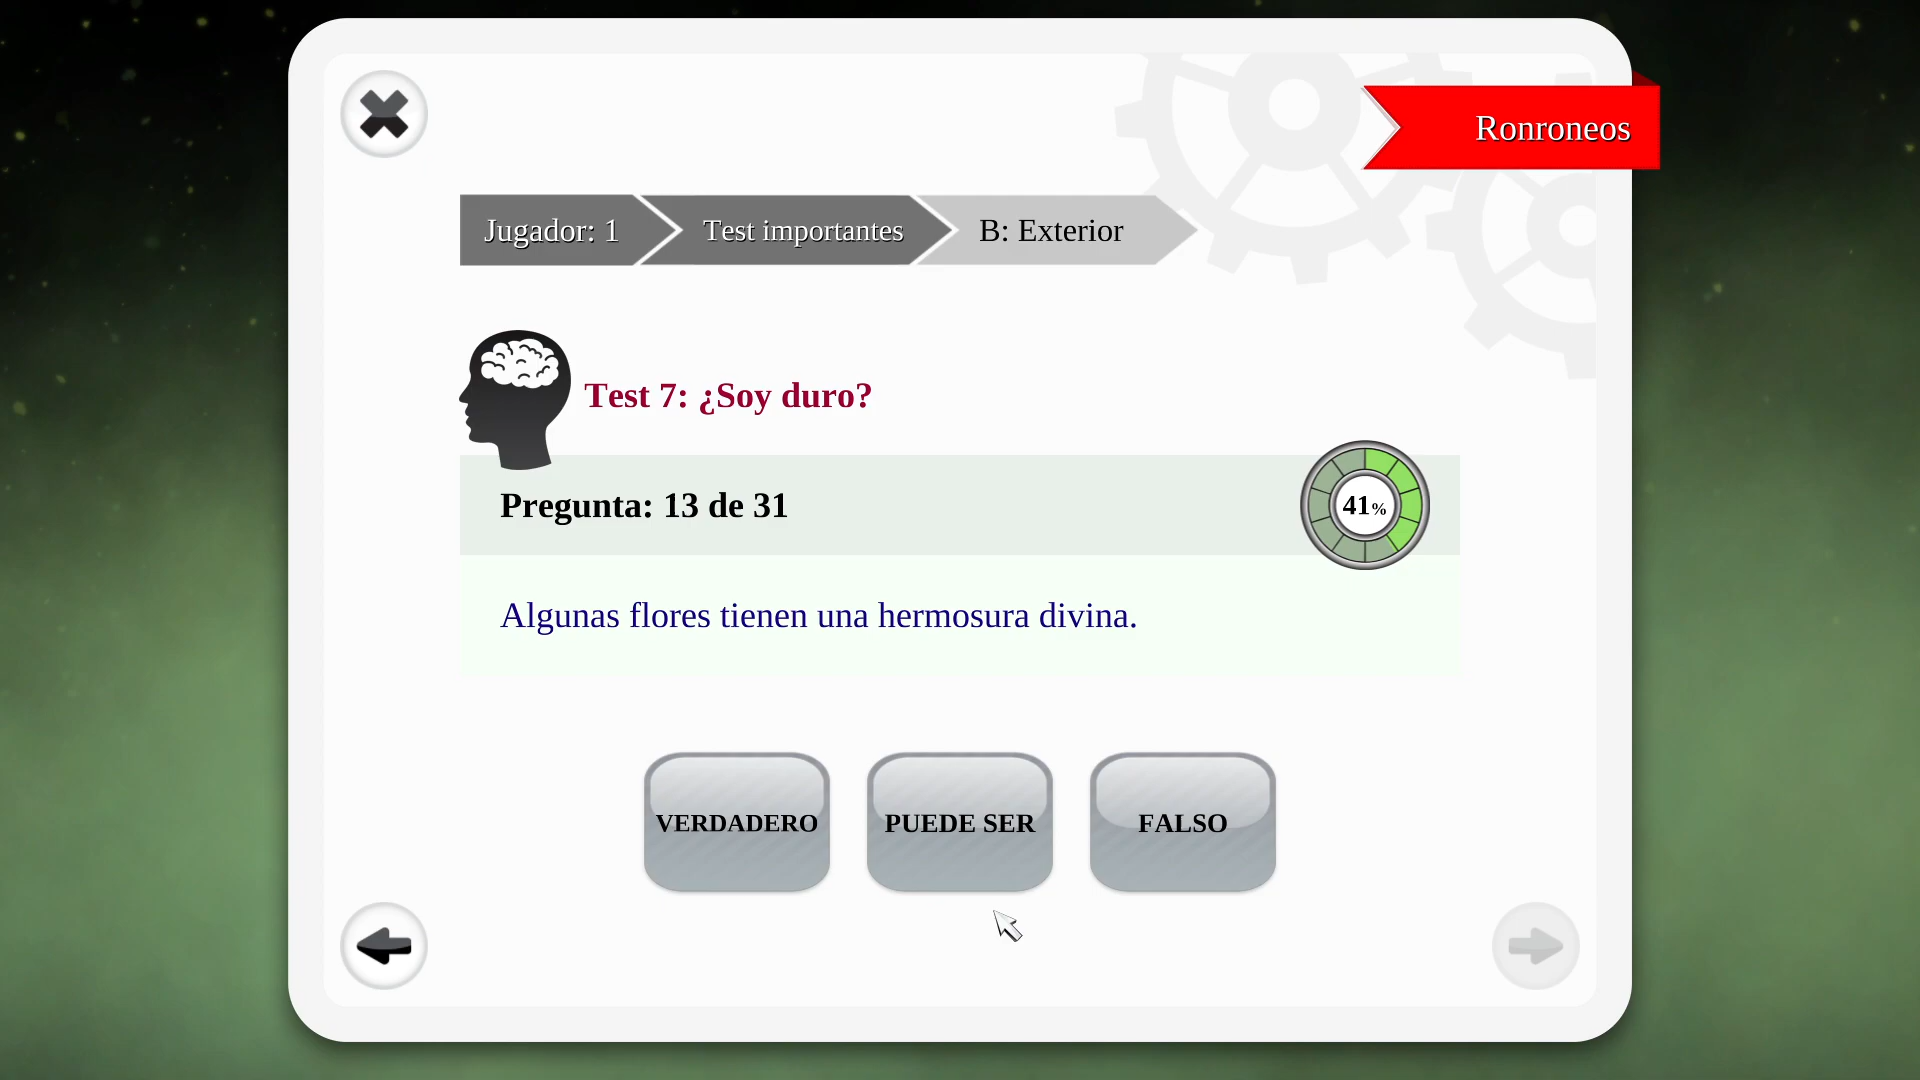 Ronroneos
Jugador: 1
Test importantes
B: Exterior
Test 7: ¿Soy duro?
Pregunta: 13 de 31
41%
Algunas flores tienen una hermosura divina.
VERDADERO
PUEDE SER
FALSO